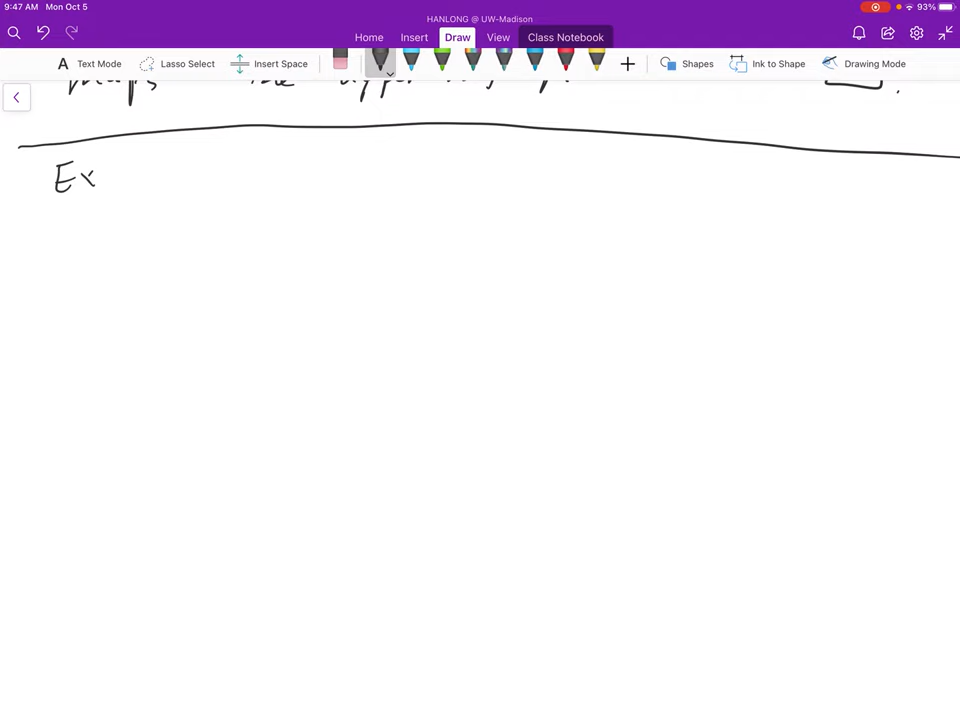 9:47 AM Mon Oct 5
93%
HANLONG @ UW-Madison
Home Insert Draw View Class Notebook
A Text Mode Lasso Select Insert Space Shapes Ink to Shape Drawing Mode
Ex